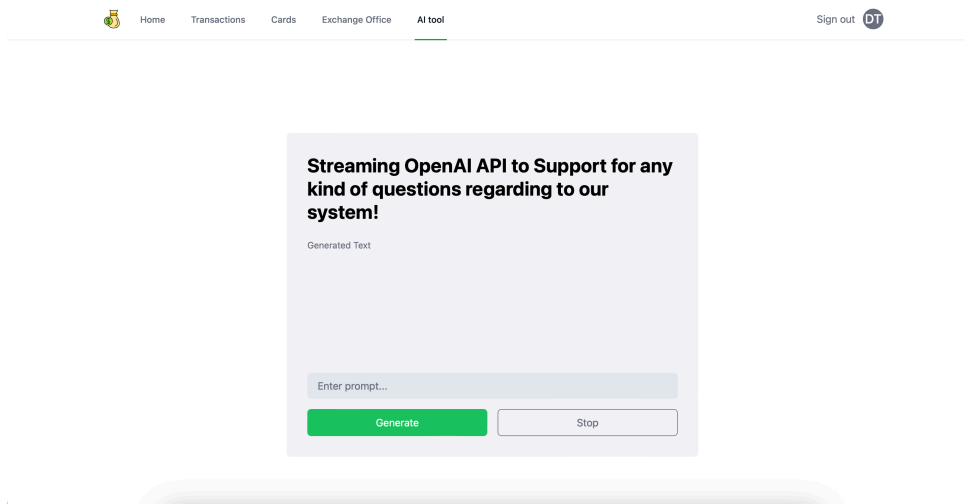 Home Transactions Cards Exchange Office AI tool Sign out DT
Streaming OpenAI API to Support for any
kind of questions regarding to our
system!
Generated Text
Enter prompt...
Generate Stop